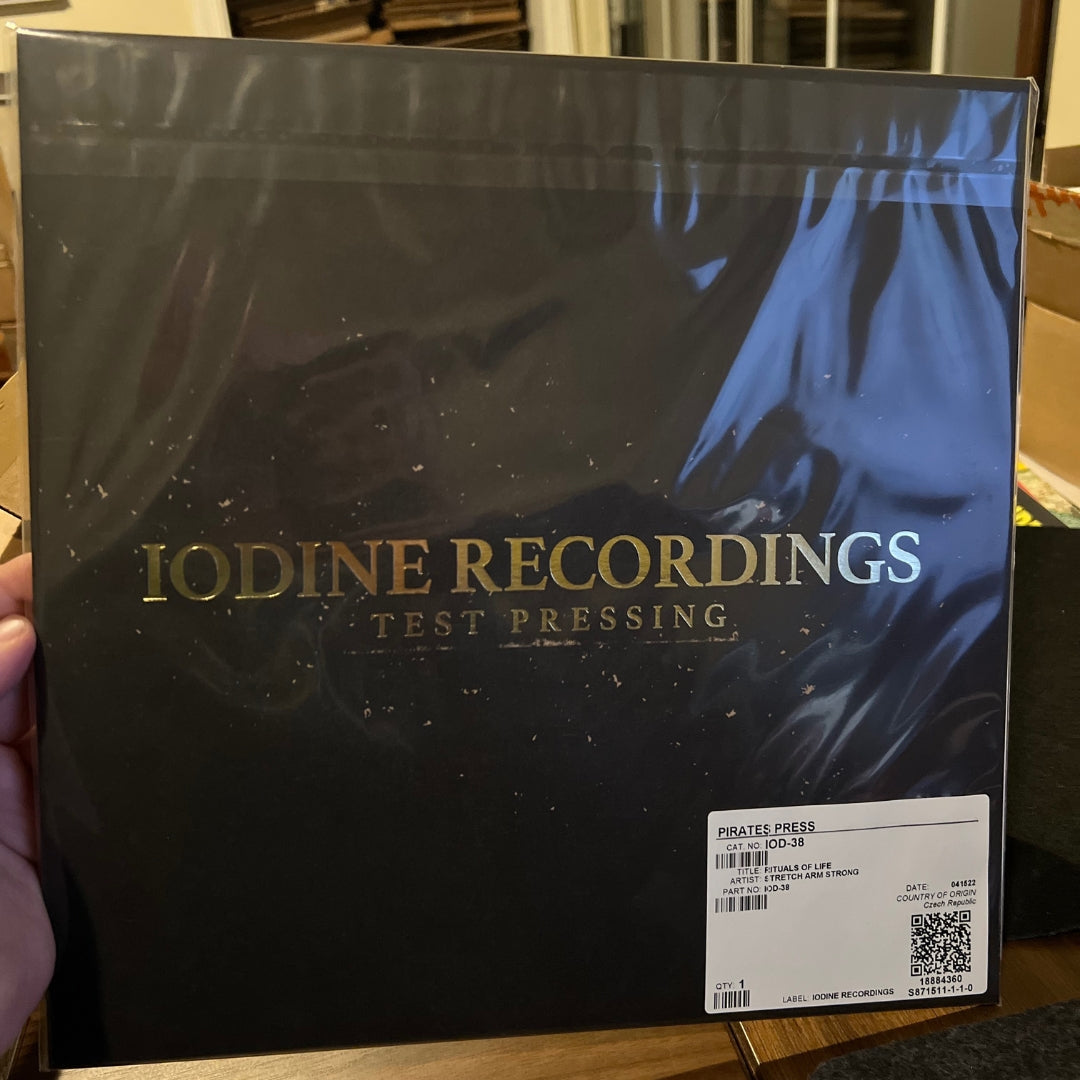 IODINE RECORDINGS
TEST PRESSING
PIRATES PRESS
CAT. NO: IOD-38
TITLE: RITUALS OF LIFE
ARTIST: STRETCH ARM STRONG
PART NO: IOD-38
DATE: 041522
COUNTRY OF ORIGIN
Czech Republic
18884360
S871511-1-1-0
QTY: 1
LABEL: IODINE RECORDINGS